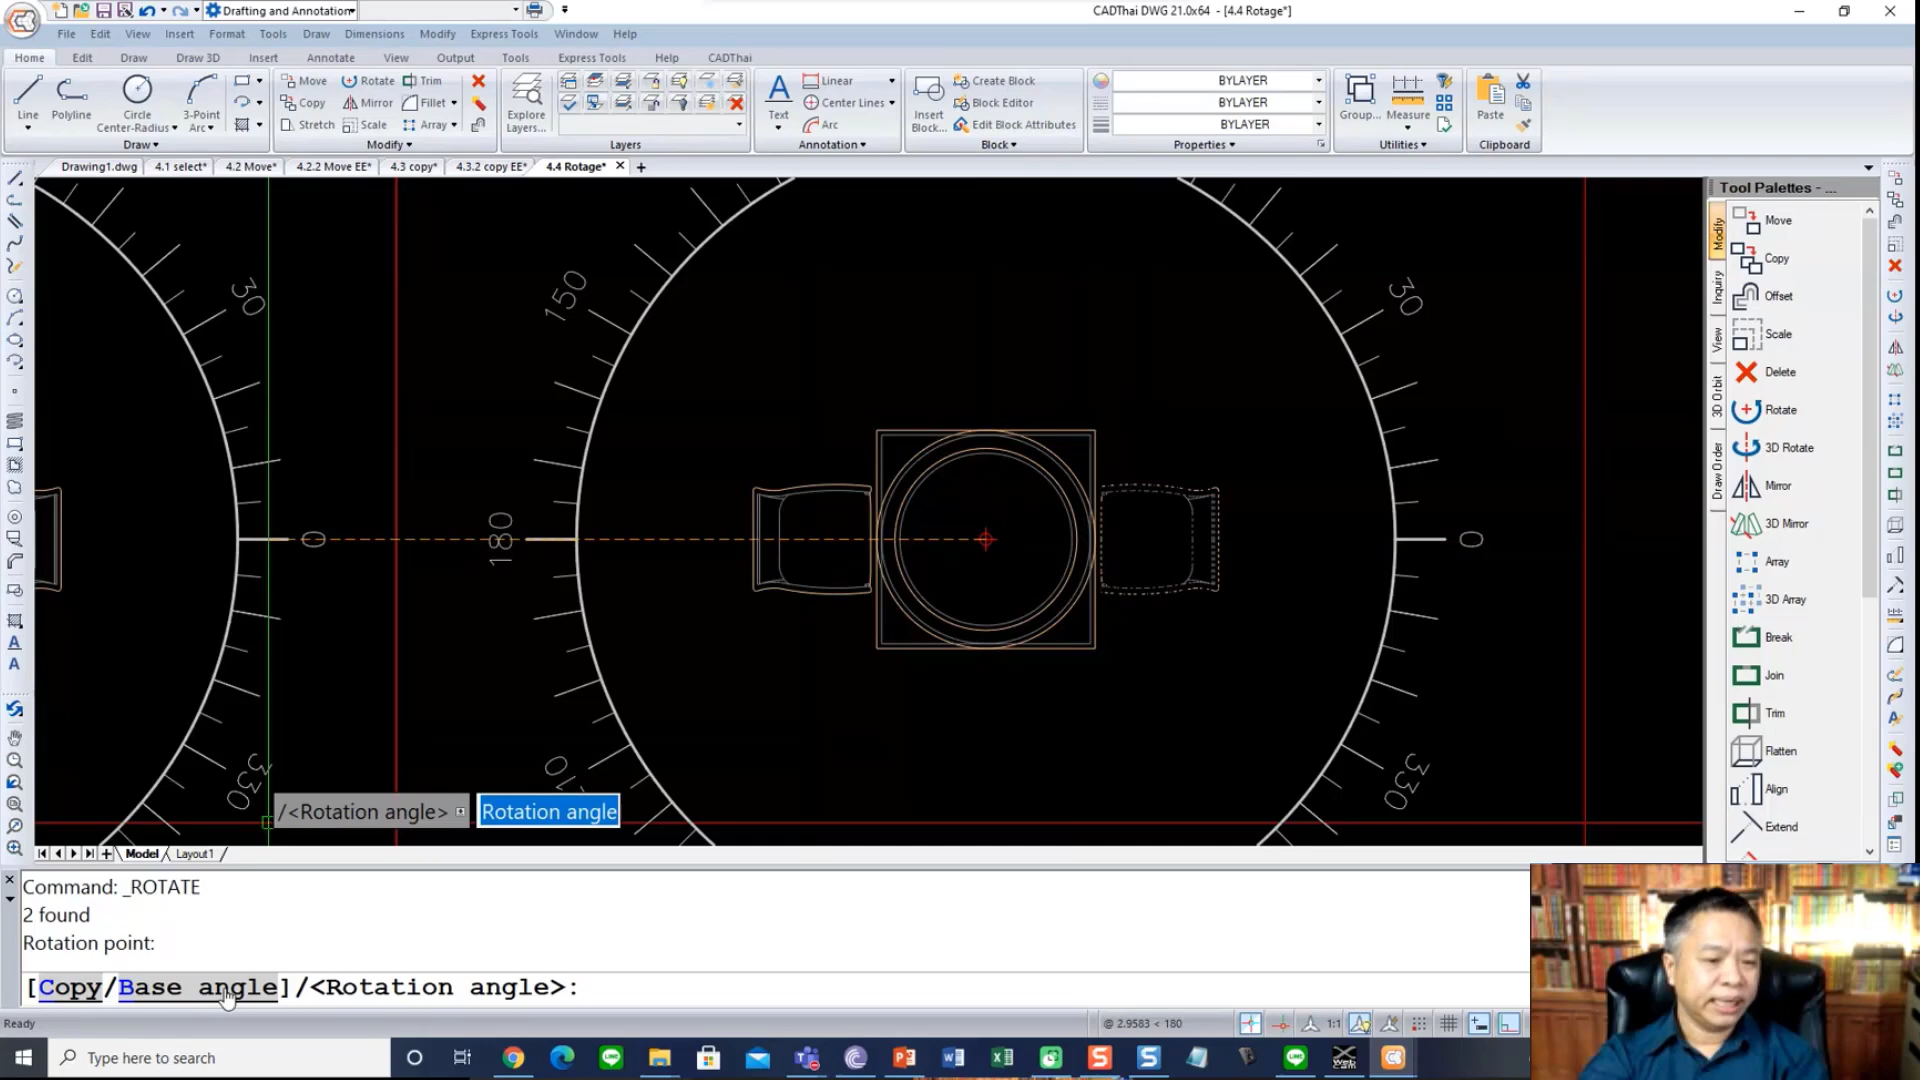 Drafting and Annotation
CADThai DWG 21.0x64 - [4.4 Rotage*]
File Edit View Insert Format Tools Draw Dimensions Modify Express Tools Window Help
Home Edit Draw Draw 3D Insert Annotate View Output Tools Express Tools Help CADThai
Line
Polyline
Circle
Center-Radius
3-Point
Arc
Draw
Move Rotate Trim
Copy Mirror Fillet
Stretch Scale Array
Modify
Explore
Layers...
Layers
Text
Linear
Center Lines
Arc
Annotation
Insert
Block...
Create Block
Block Editor
Edit Block Attributes
Block
BYLAYER
BYLAYER
BYLAYER
Properties
Group...
Measure
Utilities
Paste
Clipboard
Drawing1.dwg 4.1 select* 4.2 Move* 4.2.2 Move EE* 4.3 copy* 4.3.2 copy EE* 4.4 Rotage*
30
0
330
150
180
30
0
330
/<Rotation angle> Rotation angle
Tool Palettes - ...
Modify
Inquiry
View
3D Orbit
Draw Order
Move
Copy
Offset
Scale
Delete
Rotate
3D Rotate
Mirror
3D Mirror
Array
3D Array
Break
Join
Trim
Flatten
Align
Extend
Model Layout1
Command: _ROTATE
2 found
Rotation point:
[Copy/Base angle]/<Rotation angle>:
Ready
@ 2.9583 < 180
1:1
Type here to search